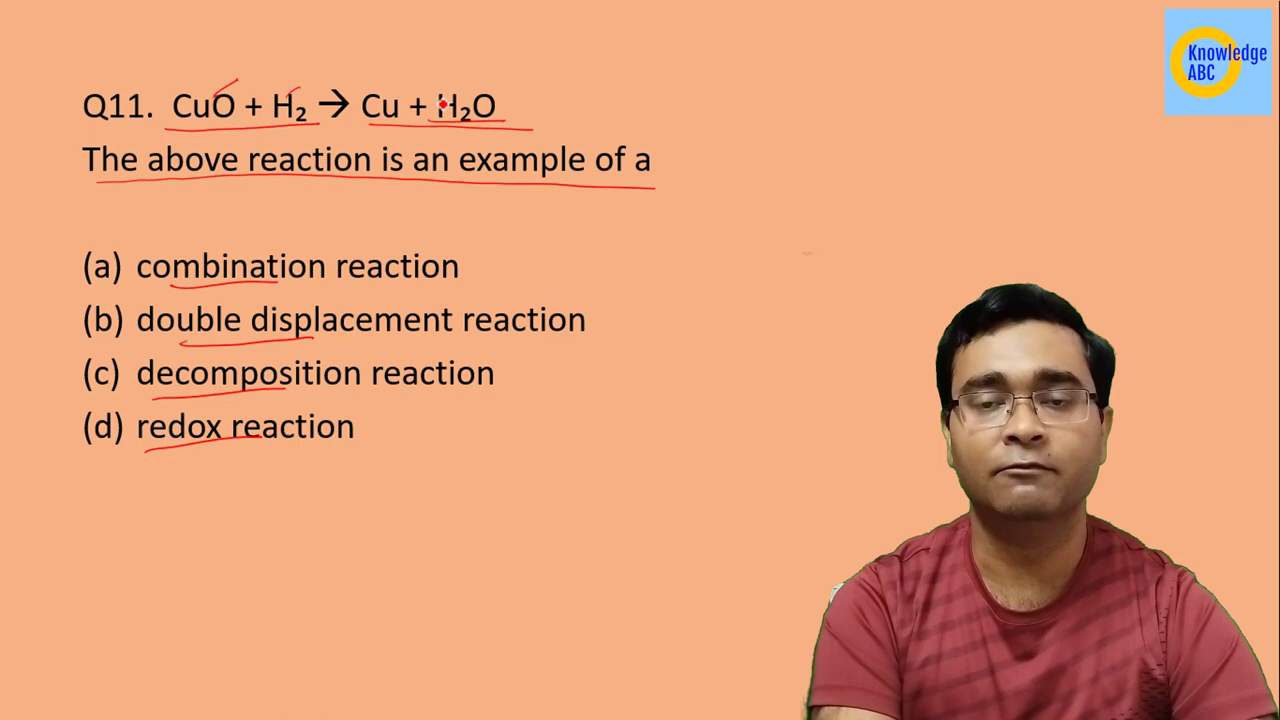 Knowledge
ABC
Q11. CuO + H₂ → Cu + H₂O
The above reaction is an example of a
(a) combination reaction
(b) double displacement reaction
(c) decomposition reaction
(d) redox reaction